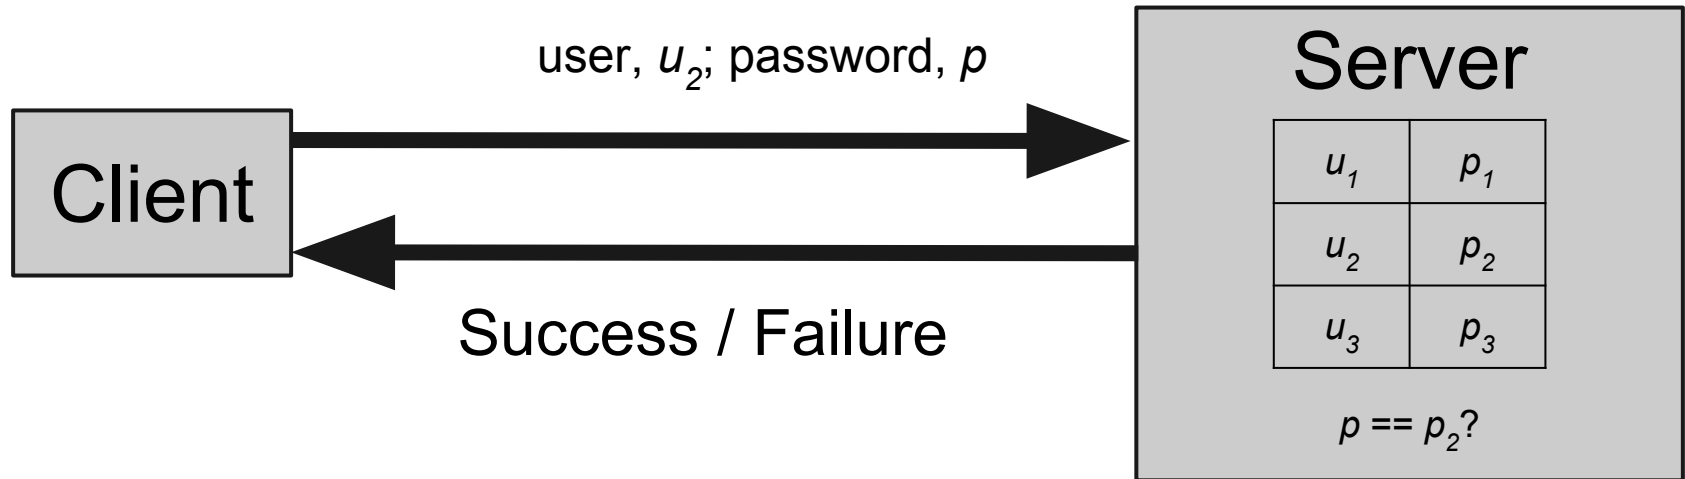 user, u₂; password, p
Server
Client
u₁ p₁
u₂ p₂
u₃ p₃
Success / Failure
p == p₂?